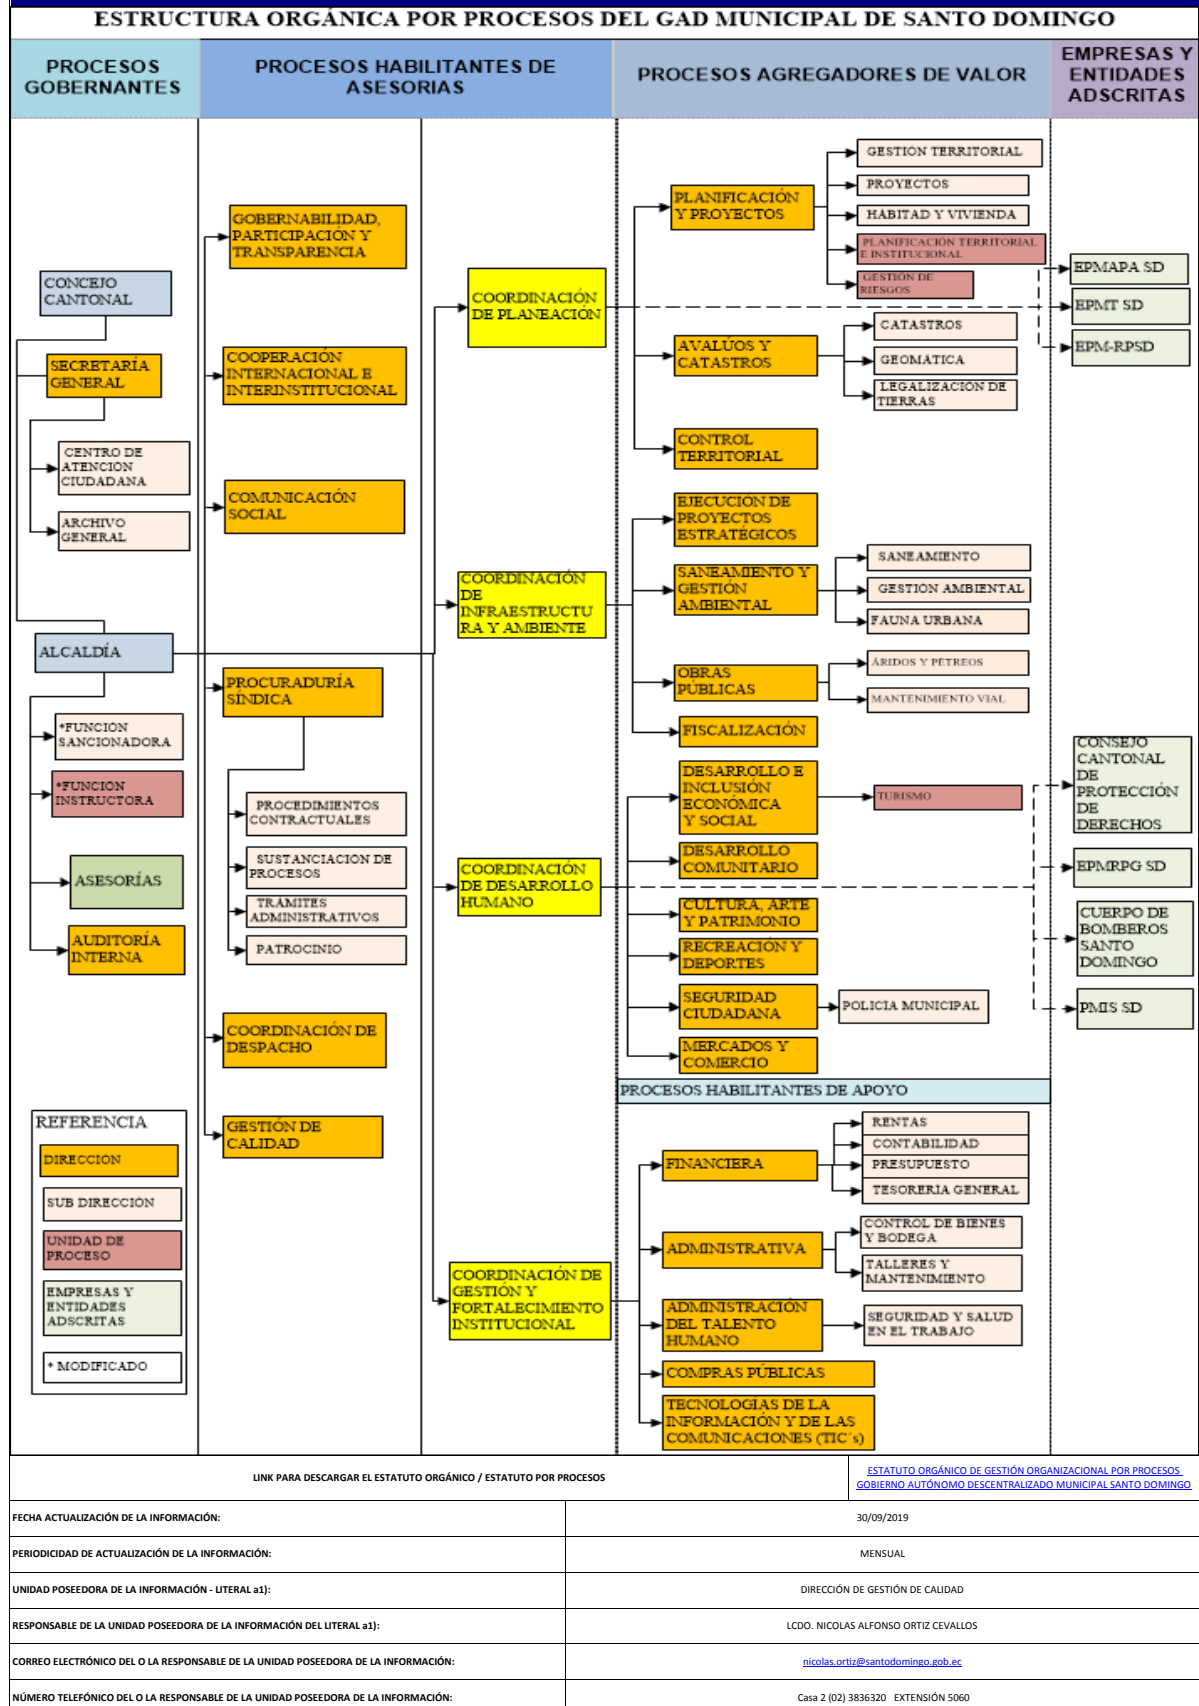 ESTRUCTURA ORGÁNICA POR PROCESOS DEL GAD MUNICIPAL DE SANTO DOMINGO
PROCESOS
GOBERNANTES
PROCESOS HABILITANTES DE
ASESORIAS
PROCESOS AGREGADORES DE VALOR
EMPRESAS Y
ENTIDADES
ADSCRITAS
CONCEJO
CANTONAL
SECRETARÍA
GENERAL
CENTRO DE
ATENCIÓN
CIUDADANA
ARCHIVO
GENERAL
ALCALDÍA
*FUNCIÓN
SANCIONADORA
*FUNCIÓN
INSTRUCTORA
ASESORÍAS
AUDITORÍA
INTERNA
REFERENCIA
DIRECCIÓN
SUB DIRECCIÓN
UNIDAD DE
PROCESO
EMPRESAS Y
ENTIDADES
ADSCRITAS
* MODIFICADO
GOBERNABILIDAD,
PARTICIPACIÓN Y
TRANSPARENCIA
COOPERACIÓN
INTERNACIONAL E
INTERINSTITUCIONAL
COMUNICACIÓN
SOCIAL
PROCURADURÍA
SÍNDICA
PROCEDIMIENTOS
CONTRACTUALES
SUSTANCIACIÓN DE
PROCESOS
TRÁMITES
ADMINISTRATIVOS
PATROCINIO
COORDINACIÓN DE
DESPACHO
GESTIÓN DE
CALIDAD
COORDINACIÓN
DE PLANEACIÓN
COORDINACIÓN
DE
INFRAESTRUCTU
RA Y AMBIENTE
COORDINACIÓN
DE DESARROLLO
HUMANO
COORDINACIÓN DE
GESTIÓN Y
FORTALECIMIENTO
INSTITUCIONAL
PLANIFICACIÓN
Y PROYECTOS
GESTIÓN TERRITORIAL
PROYECTOS
HABITAD Y VIVIENDA
PLANIFICACIÓN TERRITORIAL
E INSTITUCIONAL
GESTIÓN DE
RIESGOS
AVALÚOS Y
CATASTROS
CATASTROS
GEOMATICA
LEGALIZACIÓN DE
TIERRAS
CONTROL
TERRITORIAL
EJECUCIÓN DE
PROYECTOS
ESTRATÉGICOS
SANEAMIENTO Y
GESTIÓN
AMBIENTAL
SANEAMIENTO
GESTIÓN AMBIENTAL
FAUNA URBANA
OBRAS
PÚBLICAS
ÁRIDOS Y PÉTREOS
MANTENIMIENTO VIAL
FISCALIZACIÓN
DESARROLLO E
INCLUSIÓN
ECONÓMICA
Y SOCIAL
TURISMO
DESARROLLO
COMUNITARIO
CULTURA, ARTE
Y PATRIMONIO
RECREACIÓN Y
DEPORTES
SEGURIDAD
CIUDADANA
POLICIA MUNICIPAL
MERCADOS Y
COMERCIO
PROCESOS HABILITANTES DE APOYO
FINANCIERA
RENTAS
CONTABILIDAD
PRESUPUESTO
TESORERÍA GENERAL
ADMINISTRATIVA
CONTROL DE BIENES
Y BODEGA
TALLERES Y
MANTENIMIENTO
ADMINISTRACIÓN
DEL TALENTO
HUMANO
SEGURIDAD Y SALUD
EN EL TRABAJO
COMPRAS PÚBLICAS
TECNOLOGÍAS DE LA
INFORMACIÓN Y DE LAS
COMUNICACIONES (TIC´s)
EPMAPA SD
EPMT SD
EPM-RPSD
CONSEJO
CANTONAL
DE
PROTECCIÓN
DE
DERECHOS
EPMRPG SD
CUERPO DE
BOMBEROS
SANTO
DOMINGO
PMIS SD
LINK PARA DESCARGAR EL ESTATUTO ORGÁNICO / ESTATUTO POR PROCESOS
ESTATUTO ORGÁNICO DE GESTIÓN ORGANIZACIONAL POR PROCESOS
GOBIERNO AUTÓNOMO DESCENTRALIZADO MUNICIPAL SANTO DOMINGO
FECHA ACTUALIZACIÓN DE LA INFORMACIÓN: 30/09/2019
PERIODICIDAD DE ACTUALIZACIÓN DE LA INFORMACIÓN: MENSUAL
UNIDAD POSEEDORA DE LA INFORMACIÓN - LITERAL a1): DIRECCIÓN DE GESTIÓN DE CALIDAD
RESPONSABLE DE LA UNIDAD POSEEDORA DE LA INFORMACIÓN DEL LITERAL a1): LCDO. NICOLAS ALFONSO ORTIZ CEVALLOS
CORREO ELECTRÓNICO DEL O LA RESPONSABLE DE LA UNIDAD POSEEDORA DE LA INFORMACIÓN: nicolas.ortiz@santodomingo.gob.ec
NÚMERO TELEFÓNICO DEL O LA RESPONSABLE DE LA UNIDAD POSEEDORA DE LA INFORMACIÓN: Casa 2 (02) 3836320 EXTENSIÓN 5060